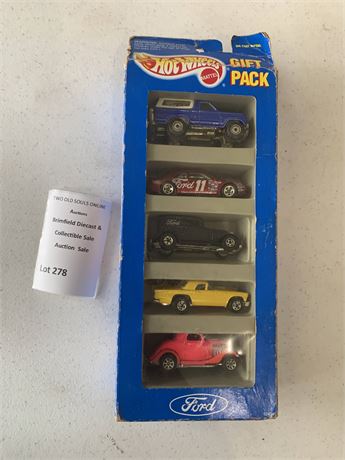 HOT WHEELS
MATTEL
GIFT
PACK
Ford 11
Ford
TWO OLD SOULS ONLINE
Auctions
Brimfield Diecast &
Collectible Sale
Auction Sale
Lot 278
Ford